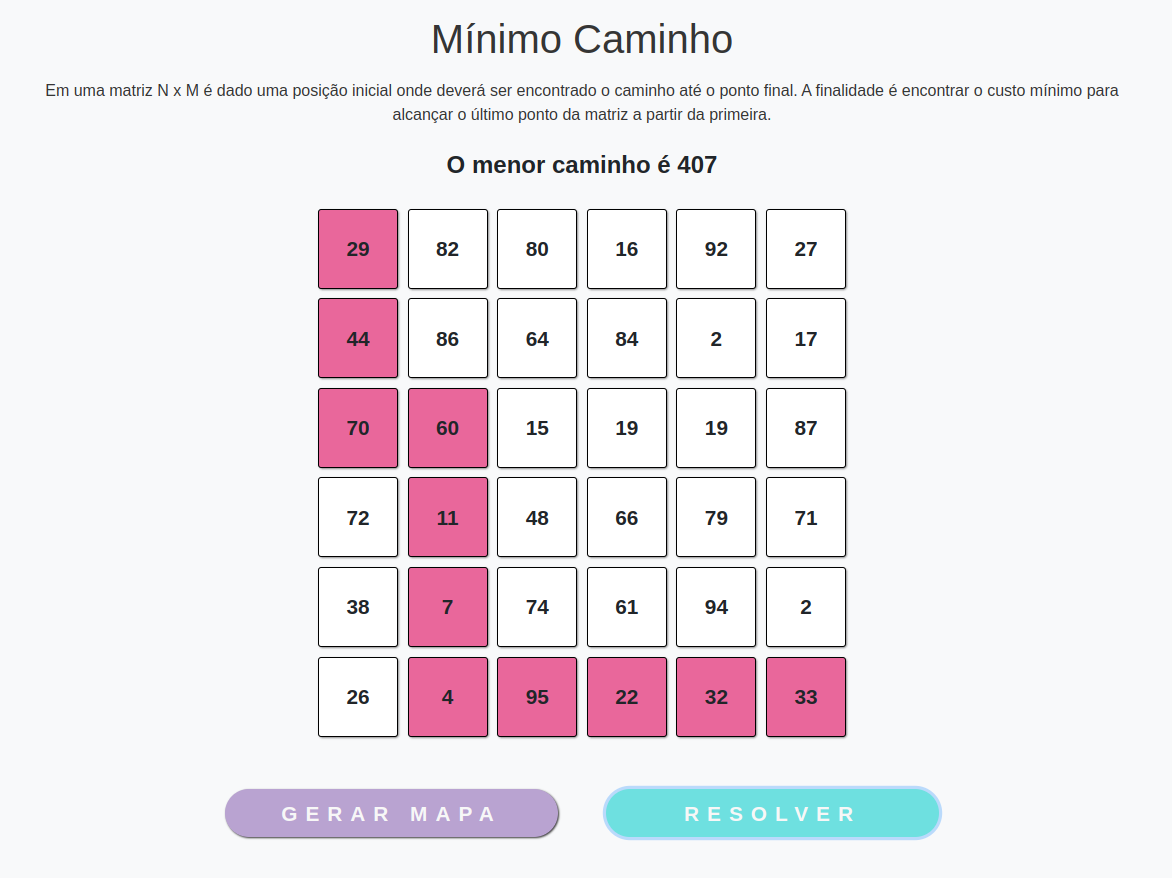 Mínimo Caminho
Em uma matriz N x M é dado uma posição inicial onde deverá ser encontrado o caminho até o ponto final. A finalidade é encontrar o custo mínimo para
alcançar o último ponto da matriz a partir da primeira.
O menor caminho é 407
29 82 80 16 92 27
44 86 64 84 2 17
70 60 15 19 19 87
72 11 48 66 79 71
38 7 74 61 94 2
26 4 95 22 32 33
GERAR MAPA RESOLVER